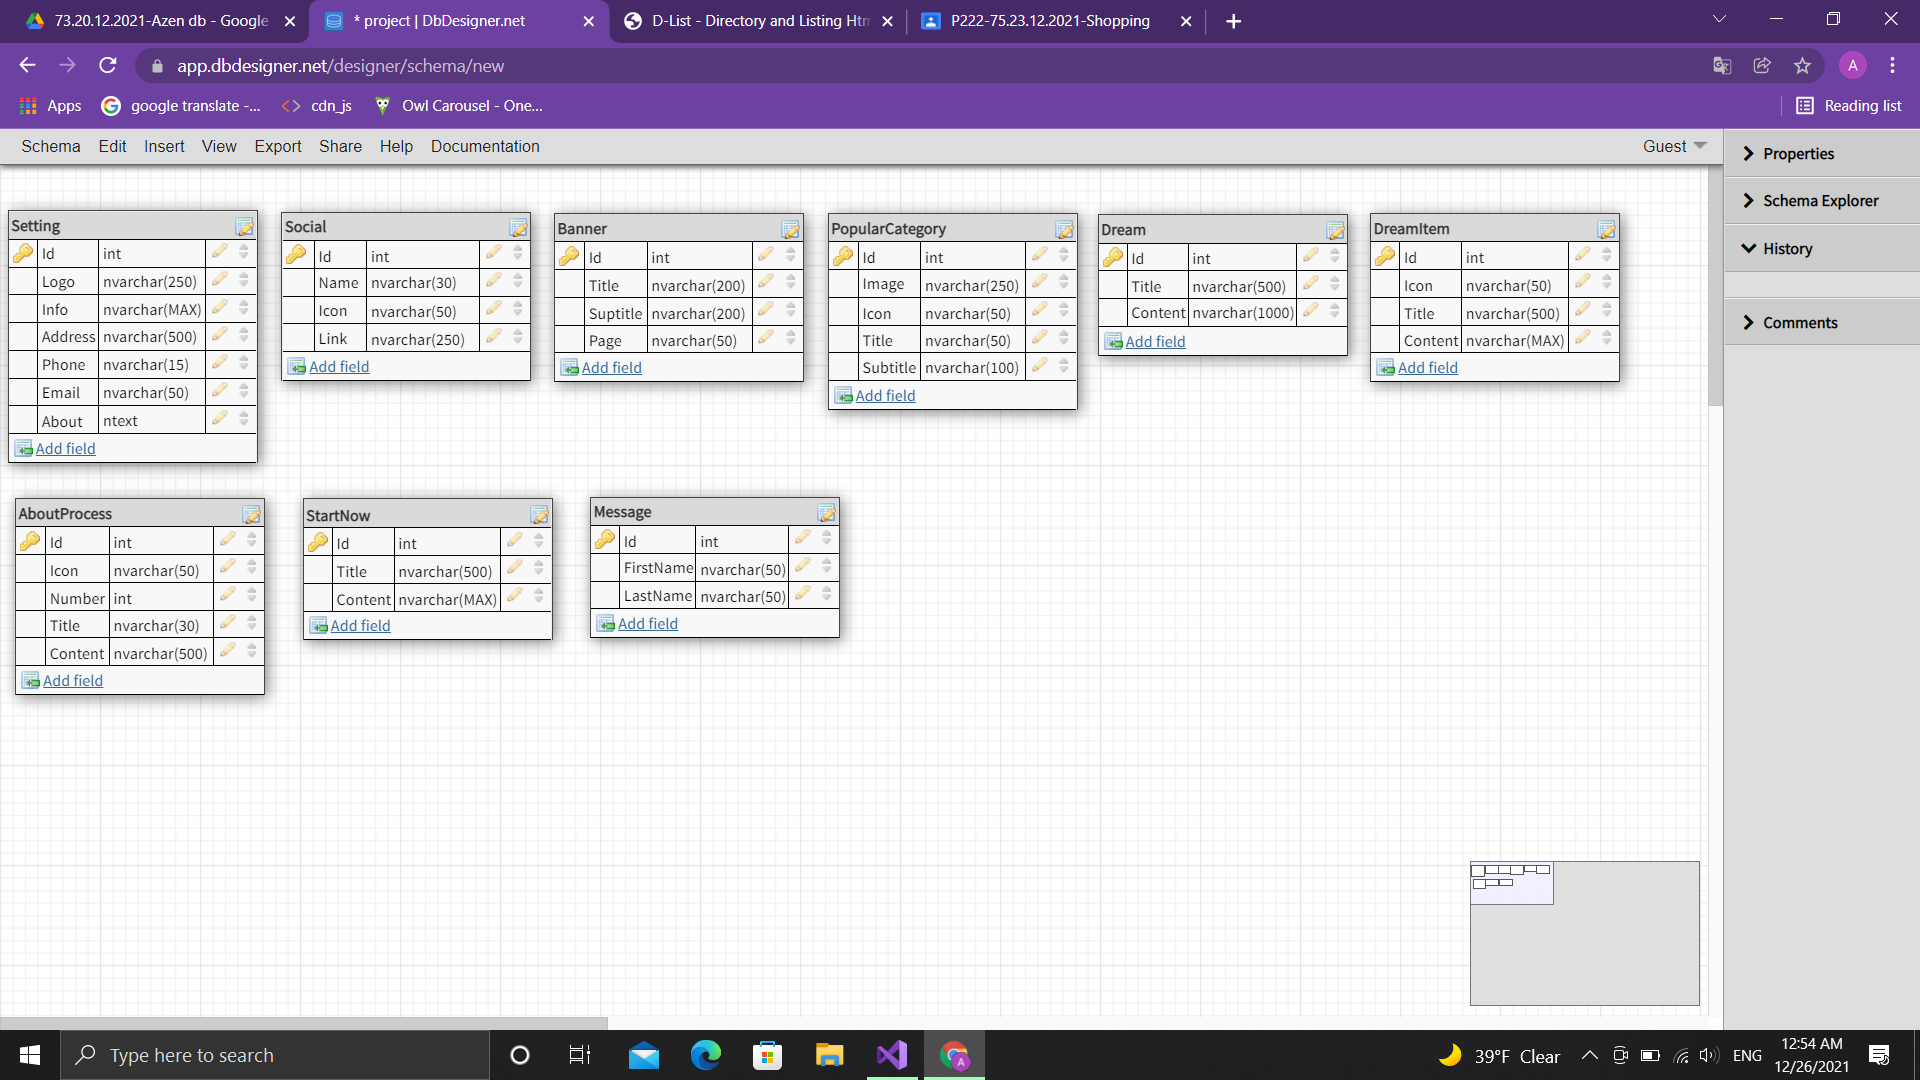 73.20.12.2021-Azen db - Google
* project | DbDesigner.net
D-List - Directory and Listing Htm
P222-75.23.12.2021-Shopping
app.dbdesigner.net/designer/schema/new
A
Apps
google translate -...
cdn_js
Owl Carousel - One...
Reading list
Schema Edit Insert View Export Share Help Documentation
Guest
Properties
Schema Explorer
History
Comments
Setting
Id int
Logo nvarchar(250)
Info nvarchar(MAX)
Address nvarchar(500)
Phone nvarchar(15)
Email nvarchar(50)
About ntext
Add field
Social
Id int
Name nvarchar(30)
Icon nvarchar(50)
Link nvarchar(250)
Add field
Banner
Id int
Title nvarchar(200)
Suptitle nvarchar(200)
Page nvarchar(50)
Add field
PopularCategory
Id int
Image nvarchar(250)
Icon nvarchar(50)
Title nvarchar(50)
Subtitle nvarchar(100)
Add field
Dream
Id int
Title nvarchar(500)
Content nvarchar(1000)
Add field
DreamItem
Id int
Icon nvarchar(50)
Title nvarchar(500)
Content nvarchar(MAX)
Add field
AboutProcess
Id int
Icon nvarchar(50)
Number int
Title nvarchar(30)
Content nvarchar(500)
Add field
StartNow
Id int
Title nvarchar(500)
Content nvarchar(MAX)
Add field
Message
Id int
FirstName nvarchar(50)
LastName nvarchar(50)
Add field
Type here to search
39°F Clear
ENG
12:54 AM
12/26/2021